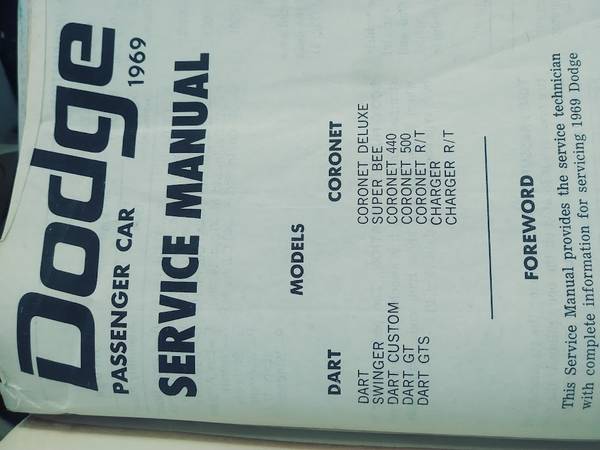 Dodge
PASSENGER CAR 1969
SERVICE MANUAL
MODELS
DART
DART
SWINGER
DART CUSTOM
DART GT
DART GTS
CORONET
CORONET DELUXE
SUPER BEE
CORONET 440
CORONET 500
CORONET R/T
CHARGER
CHARGER R/T
FOREWORD
This Service Manual provides the service technician
with complete information for servicing 1969 Dodge